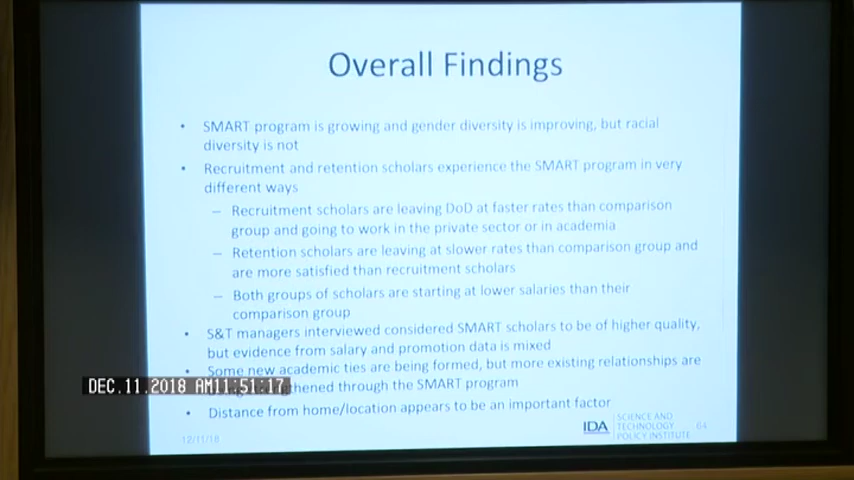 Overall Findings
• SMART program is growing and gender diversity is improving, but racial
diversity is not
• Recruitment and retention scholars experience the SMART program in very
different ways
– Recruitment scholars are leaving DoD at faster rates than comparison
group and going to work in the private sector or in academia
– Retention scholars are leaving at slower rates than comparison group and
are more satisfied than recruitment scholars
– Both groups of scholars are starting at lower salaries than their
comparison group
• S&T managers interviewed considered SMART scholars to be of higher quality,
but evidence from salary and promotion data is mixed
• Some new academic ties are being formed, but more existing relationships are
DEC.11.2018 AM11:51:17
through the SMART program
• Distance from home/location appears to be an important factor
12/11/18
IDA
SCIENCE AND
TECHNOLOGY
POLICY INSTITUTE
64